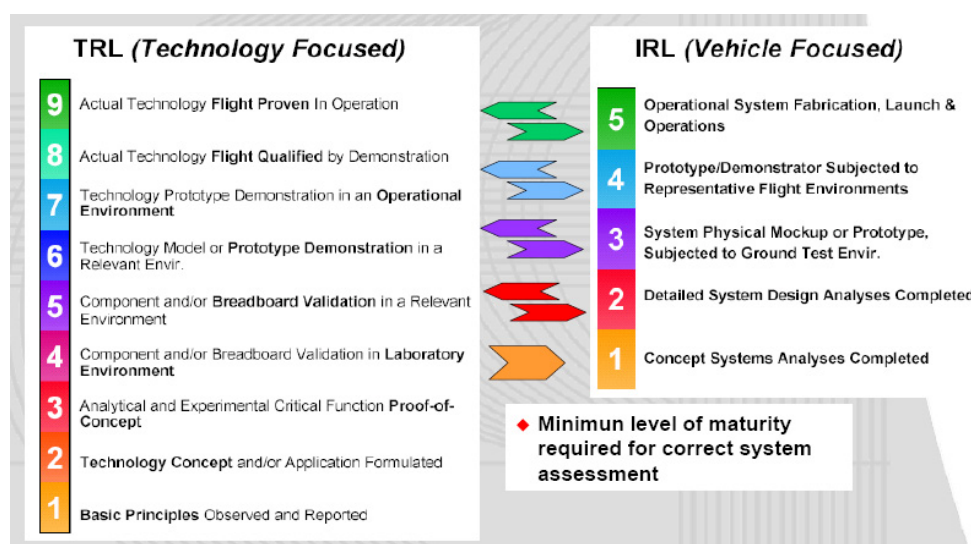 TRL (Technology Focused)
9
Actual Technology Flight Proven In Operation
8
Actual Technology Flight Qualified by Demonstration
7
Technology Prototype Demonstration in an Operational
Environment
6
Technology Model or Prototype Demonstration in a
Relevant Envir.
5
Component and/or Breadboard Validation in a Relevant
Environment
4
Component and/or Breadboard Validation in Laboratory
Environment
3
Analytical and Experimental Critical Function Proof-of-
Concept
2
Technology Concept and/or Application Formulated
1
Basic Principles Observed and Reported
IRL (Vehicle Focused)
5
Operational System Fabrication, Launch &
Operations
4
Prototype/Demonstrator Subjected to
Representative Flight Environments
3
System Physical Mockup or Prototype,
Subjected to Ground Test Envir.
2
Detailed System Design Analyses Completed
1
Concept Systems Analyses Completed
Minimun level of maturity
required for correct system
assessment